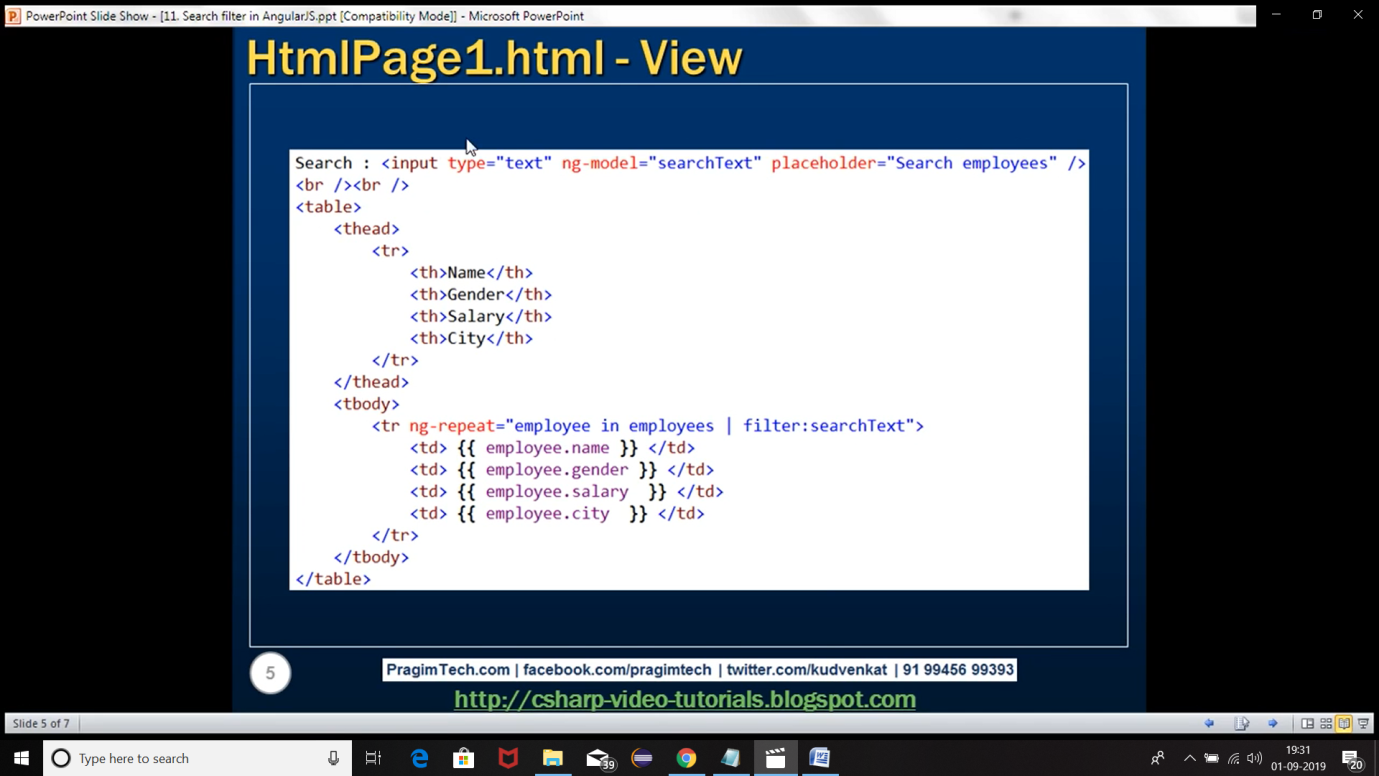 PowerPoint Slide Show - [11. Search filter in AngularJS.ppt [Compatibility Mode]] - Microsoft PowerPoint
HtmlPage1.html - View
Search : <input type="text" ng-model="searchText" placeholder="Search employees" />
<br /><br />
<table>
    <thead>
        <tr>
            <th>Name</th>
            <th>Gender</th>
            <th>Salary</th>
            <th>City</th>
        </tr>
    </thead>
    <tbody>
        <tr ng-repeat="employee in employees | filter:searchText">
            <td> {{ employee.name }} </td>
            <td> {{ employee.gender }} </td>
            <td> {{ employee.salary  }} </td>
            <td> {{ employee.city  }} </td>
        </tr>
    </tbody>
</table>
5
PragimTech.com | facebook.com/pragimtech | twitter.com/kudvenkat | 91 99456 99393
http://csharp-video-tutorials.blogspot.com
Slide 5 of 7
Type here to search
39
19:31
01-09-2019
20